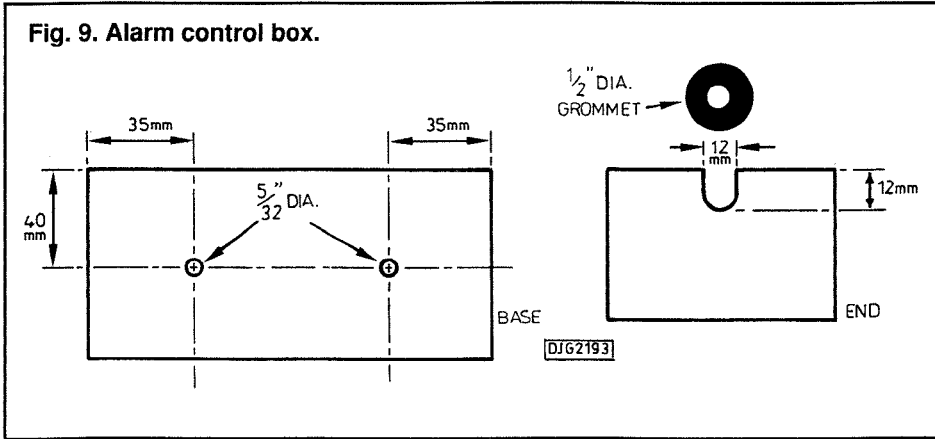 Fig. 9. Alarm control box.
1/2" DIA.
GROMMET
35mm
35mm
12
mm
12mm
40
mm
5/32" DIA.
BASE
END
DJG2193